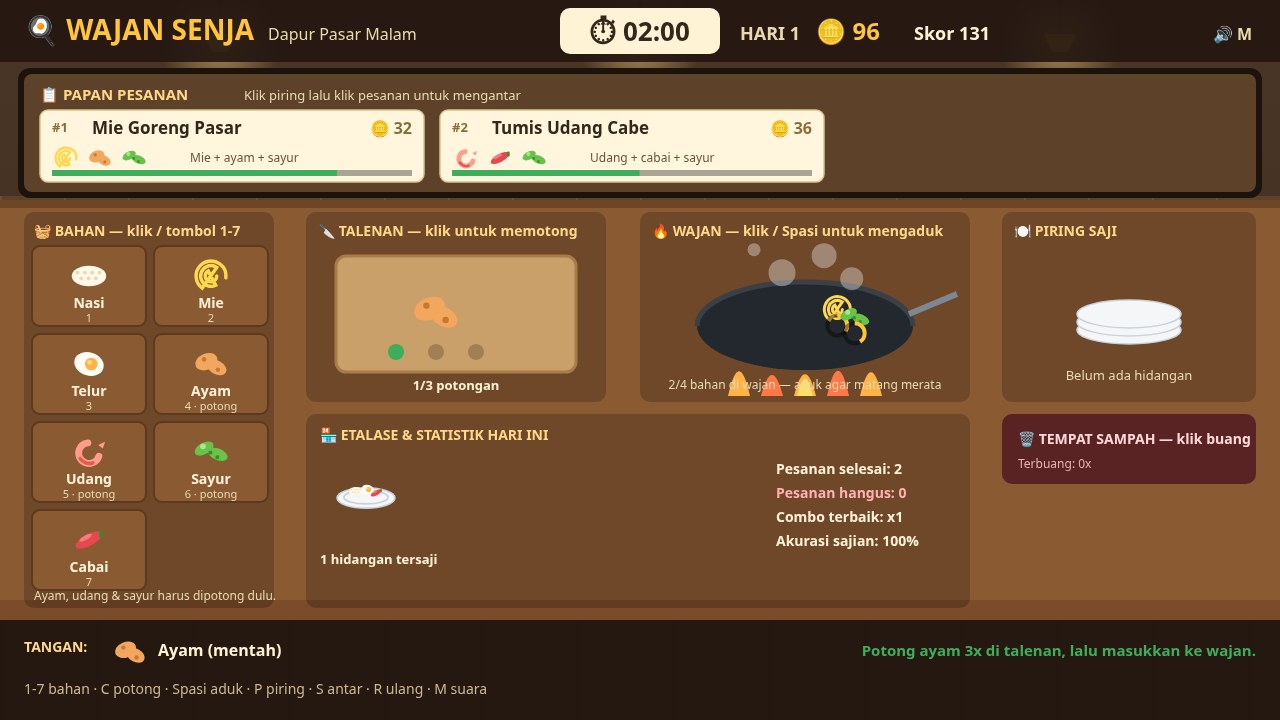 WAJAN SENJA Dapur Pasar Malam 02:00 HARI 1 96 Skor 131 M
PAPAN PESANAN Klik piring lalu klik pesanan untuk mengantar
#1 Mie Goreng Pasar 32
Mie + ayam + sayur
#2 Tumis Udang Cabe 36
Udang + cabai + sayur
BAHAN — klik / tombol 1-7
Nasi
1
Mie
2
Telur
3
Ayam
4 · potong
Udang
5 · potong
Sayur
6 · potong
Cabai
7
Ayam, udang & sayur harus dipotong dulu.
TALENAN — klik untuk memotong
1/3 potongan
WAJAN — klik / Spasi untuk mengaduk
2/4 bahan di wajan — aduk agar matang merata
PIRING SAJI
Belum ada hidangan
ETALASE & STATISTIK HARI INI
1 hidangan tersaji
Pesanan selesai: 2
Pesanan hangus: 0
Combo terbaik: x1
Akurasi sajian: 100%
TEMPAT SAMPAH — klik buang
Terbuang: 0x
TANGAN: Ayam (mentah)
Potong ayam 3x di talenan, lalu masukkan ke wajan.
1-7 bahan · C potong · Spasi aduk · P piring · S antar · R ulang · M suara